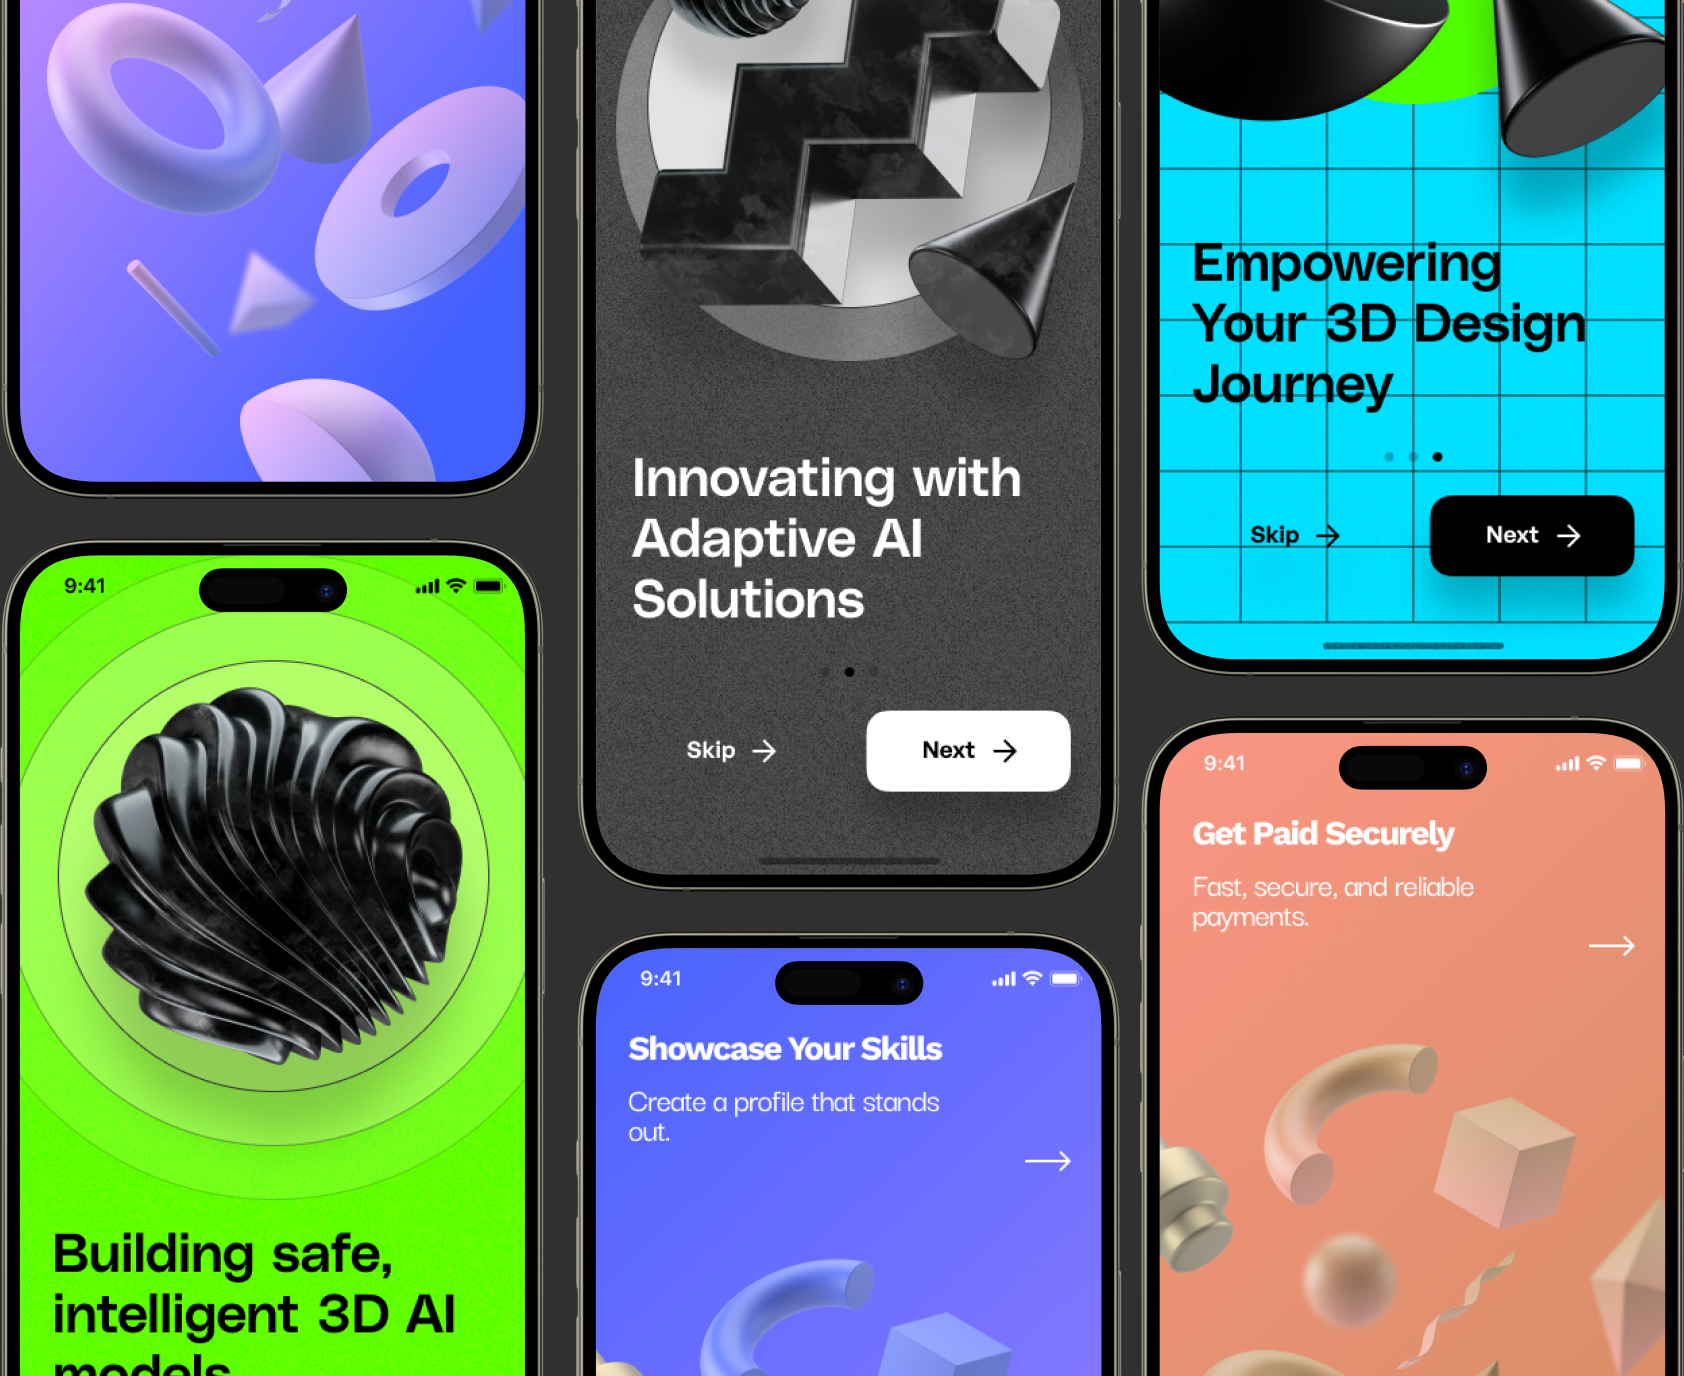 9:41
Building safe,
intelligent 3D AI
models
Innovating with
Adaptive AI
Solutions
Skip
Next
9:41
Showcase Your Skills
Create a profile that stands
out.
Empowering
Your 3D Design
Journey
Skip
Next
9:41
Get Paid Securely
Fast, secure, and reliable
payments.